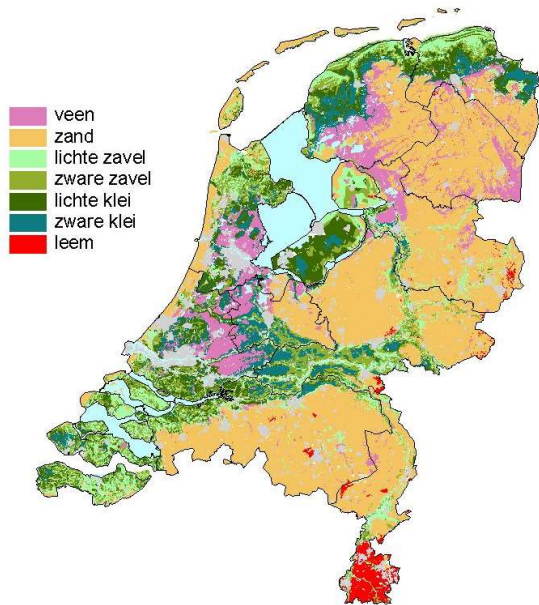 veen
zand
lichte zavel
zware zavel
lichte klei
zware klei
leem